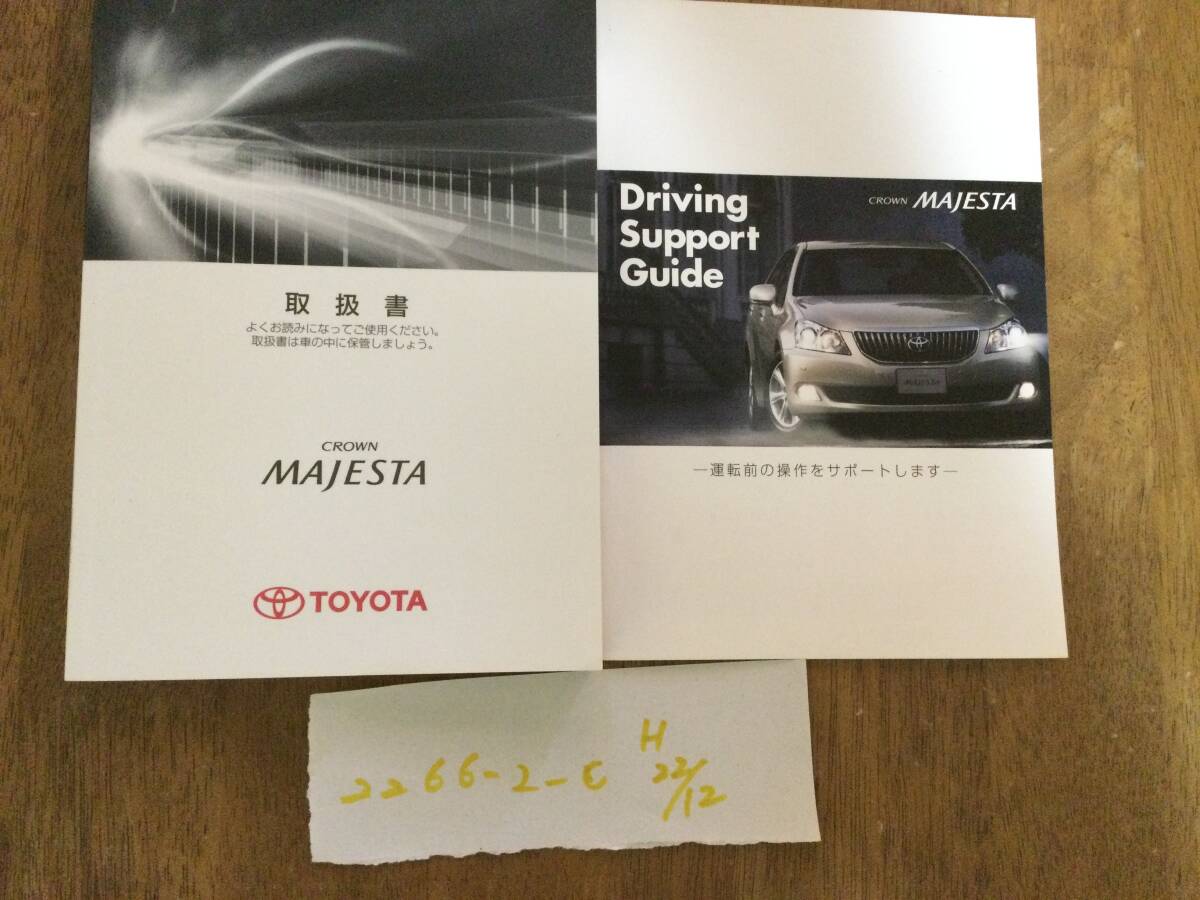 取扱書
よくお読みになってご使用ください。
取扱書は車の中に保管しましょう。
CROWN
MAJESTA
TOYOTA
Driving
Support
Guide
CROWN MAJESTA
MAJESTA
―運転前の操作をサポートします―
2266-2-C
H
22/12